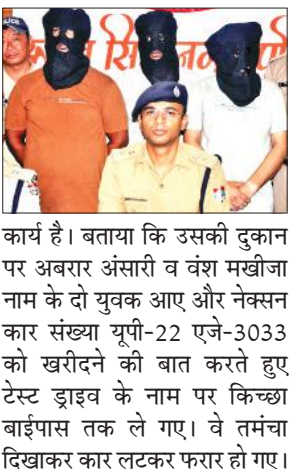 कार्य है। बताया कि उसकी दुकान
पर अबरार अंसारी व वंश मखीजा
नाम के दो युवक आए और नेक्सन
कार संख्या यूपी-22 एजे-3033
को खरीदने की बात करते हुए
टेस्ट ड्राइव के नाम पर किच्छा
बाईपास तक ले गए। वे तमंचा
दिखाकर कार लूटकर फरार हो गए।